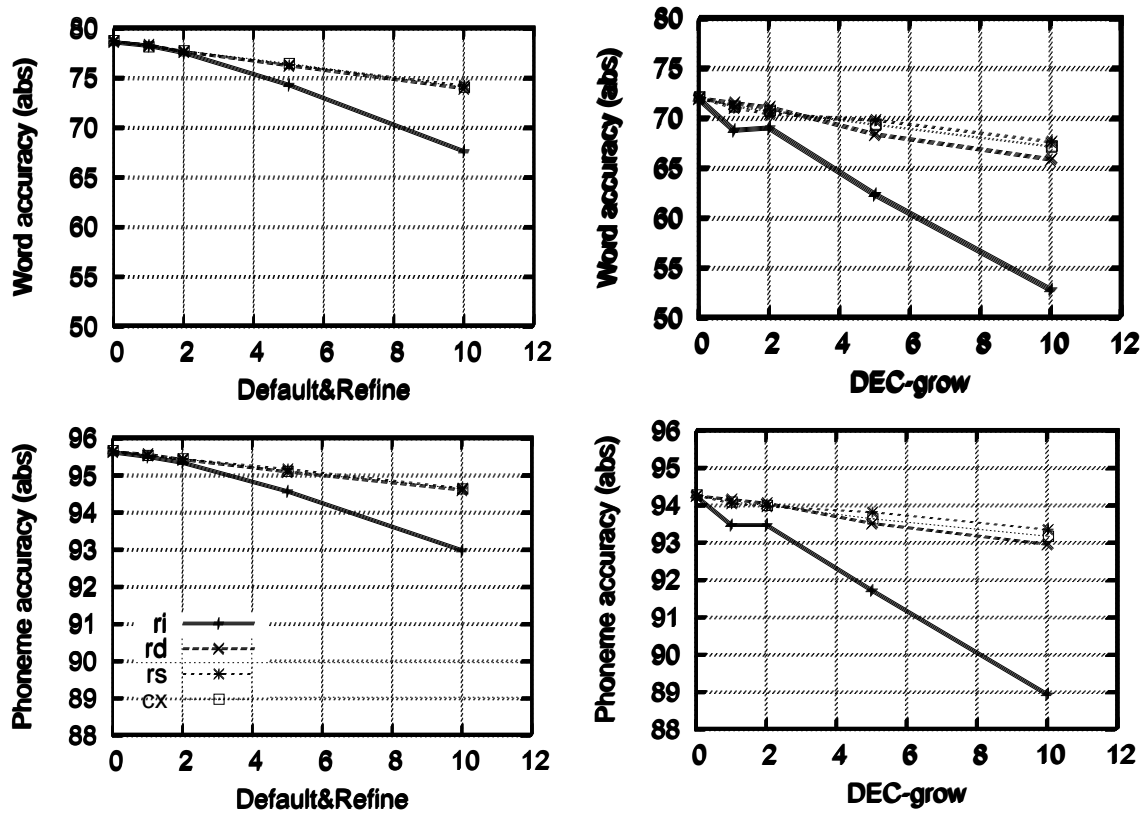 Word accuracy (abs)
80
75
70
65
60
55
50
0 2 4 6 8 10 12
Default&Refine
Word accuracy (abs)
80
75
70
65
60
55
50
0 2 4 6 8 10 12
DEC-grow
Phoneme accuracy (abs)
96
95
94
93
92
91
90
89
88
ri
rd
rs
cx
0 2 4 6 8 10 12
Default&Refine
Phoneme accuracy (abs)
96
95
94
93
92
91
90
89
88
0 2 4 6 8 10 12
DEC-grow